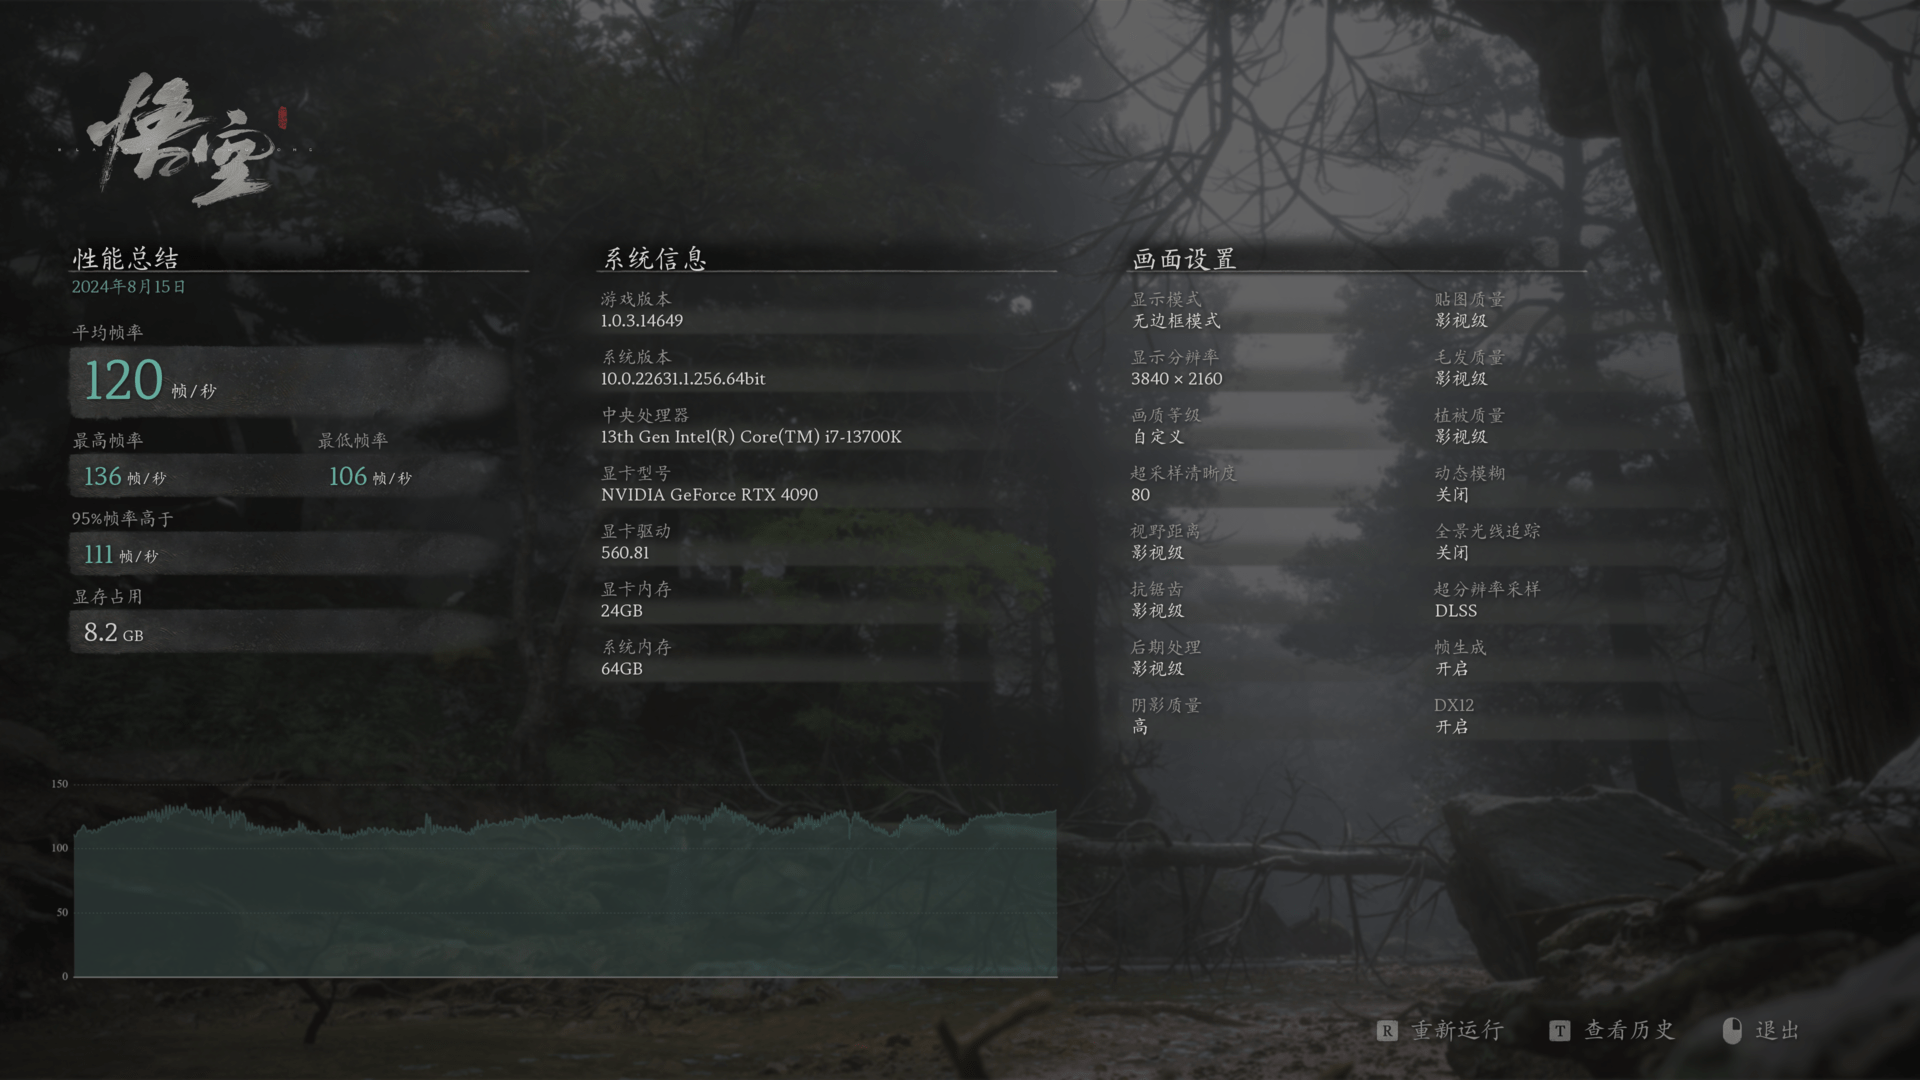 悟空
性能总结
2024年8月15日
平均帧率
120 帧/秒
最高帧率 最低帧率
136 帧/秒 106 帧/秒
95%帧率高于
111 帧/秒
显存占用
8.2 GB
系统信息
游戏版本
1.0.3.14649
系统版本
10.0.22631.1.256.64bit
中央处理器
13th Gen Intel(R) Core(TM) i7-13700K
显卡型号
NVIDIA GeForce RTX 4090
显卡驱动
560.81
显卡内存
24GB
系统内存
64GB
画面设置
显示模式
无边框模式
显示分辨率
3840 × 2160
画质等级
自定义
超采样清晰度
80
视野距离
影视级
抗锯齿
影视级
后期处理
影视级
阴影质量
高
贴图质量
影视级
毛发质量
影视级
植被质量
影视级
动态模糊
关闭
全景光线追踪
关闭
超分辨率采样
DLSS
帧生成
开启
DX12
开启
150
100
50
0
R 重新运行 T 查看历史 退出